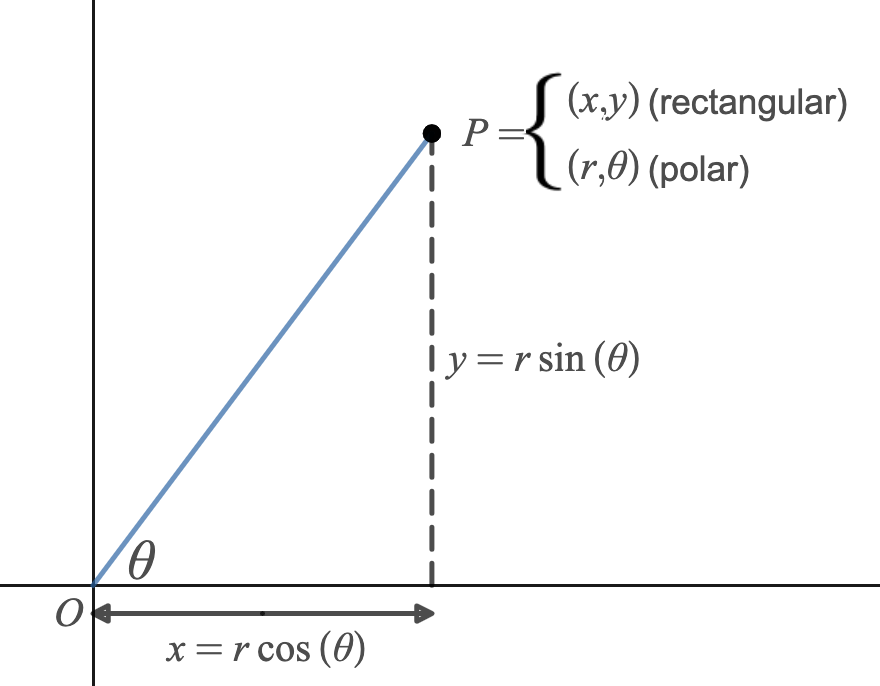 P = { (x,y) (rectangular)
(r,θ) (polar)
y = r sin (θ)
θ
O
x = r cos (θ)